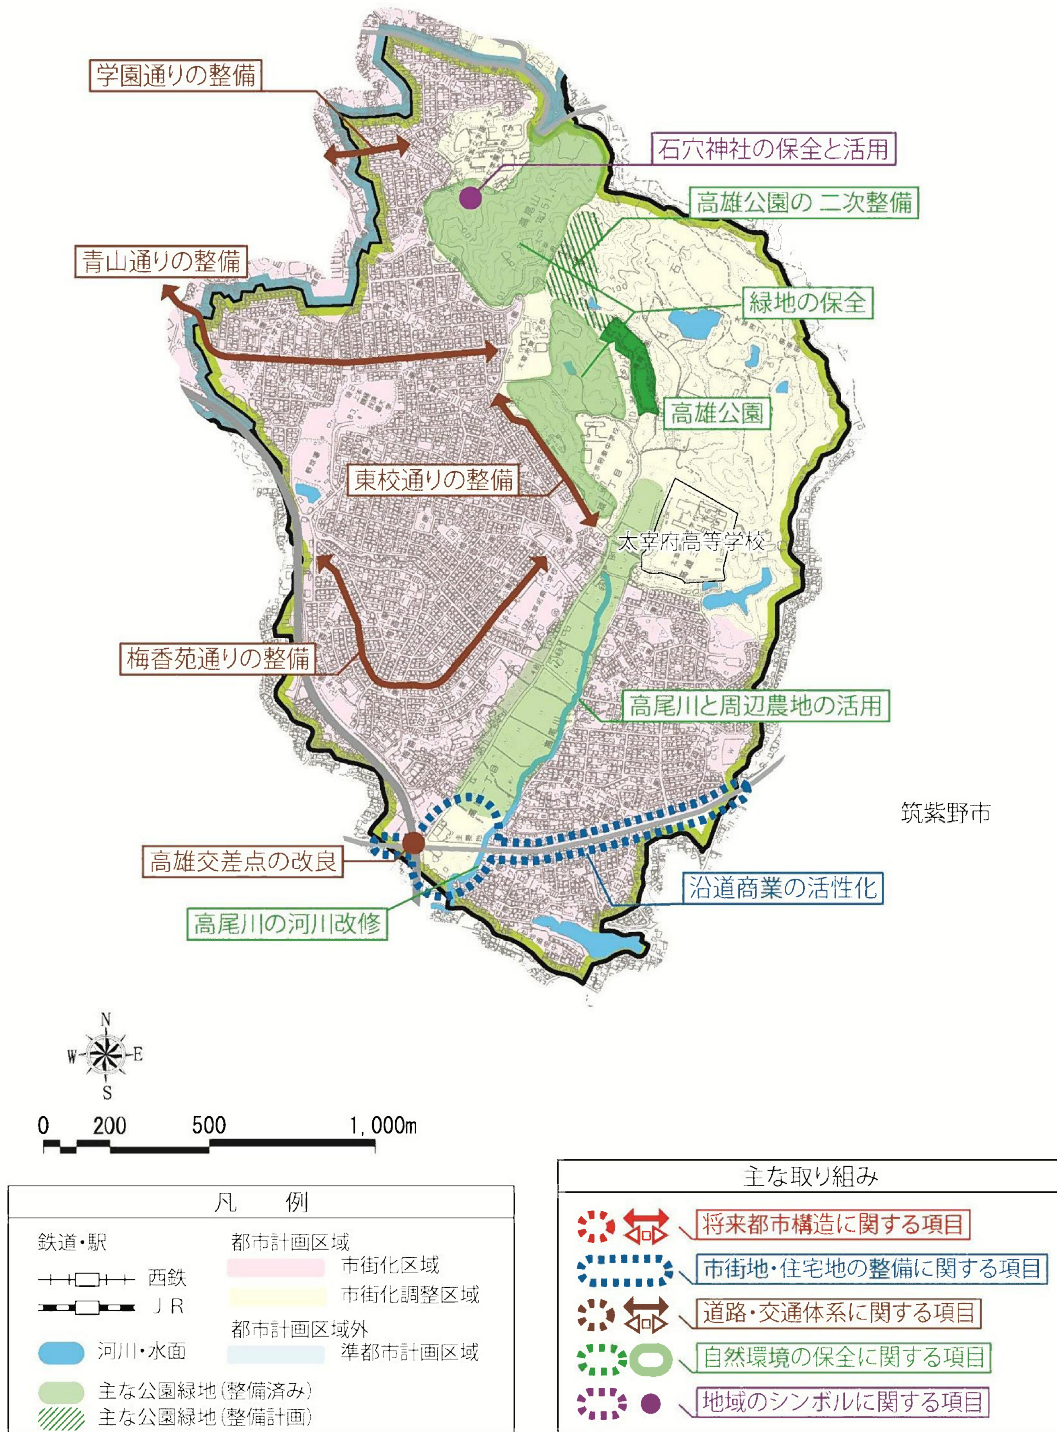 学園通りの整備
石穴神社の保全と活用
高雄公園の二次整備
青山通りの整備
緑地の保全
高雄公園
東校通りの整備
太宰府高等学校
梅香苑通りの整備
高尾川と周辺農地の活用
筑紫野市
高雄交差点の改良
沿道商業の活性化
高尾川の河川改修
N
W E
S
0 200 500 1,000m
凡 例
鉄道・駅
西鉄
JR
河川・水面
主な公園緑地(整備済み)
主な公園緑地(整備計画)
都市計画区域
市街化区域
市街化調整区域
都市計画区域外
準都市計画区域
主な取り組み
将来都市構造に関する項目
市街地・住宅地の整備に関する項目
道路・交通体系に関する項目
自然環境の保全に関する項目
地域のシンボルに関する項目